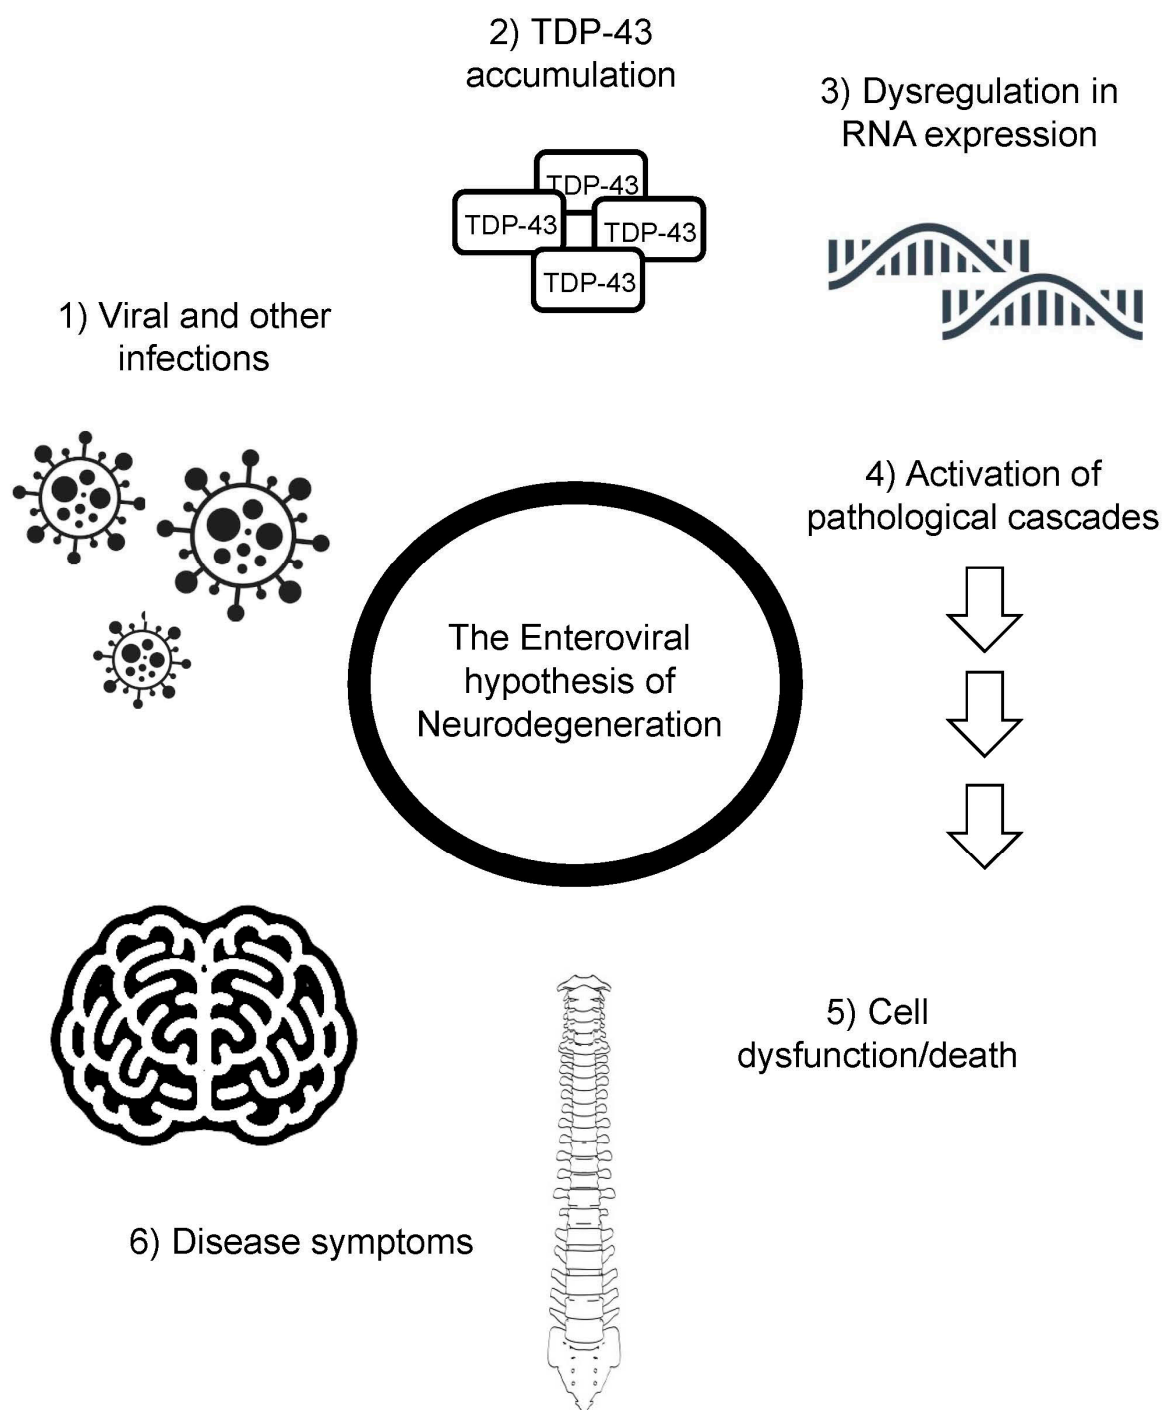 2) TDP-43
accumulation
3) Dysregulation in
RNA expression
TDP-43
TDP-43
TDP-43
TDP-43
1) Viral and other
infections
4) Activation of
pathological cascades
The Enteroviral
hypothesis of
Neurodegeneration
5) Cell
dysfunction/death
6) Disease symptoms